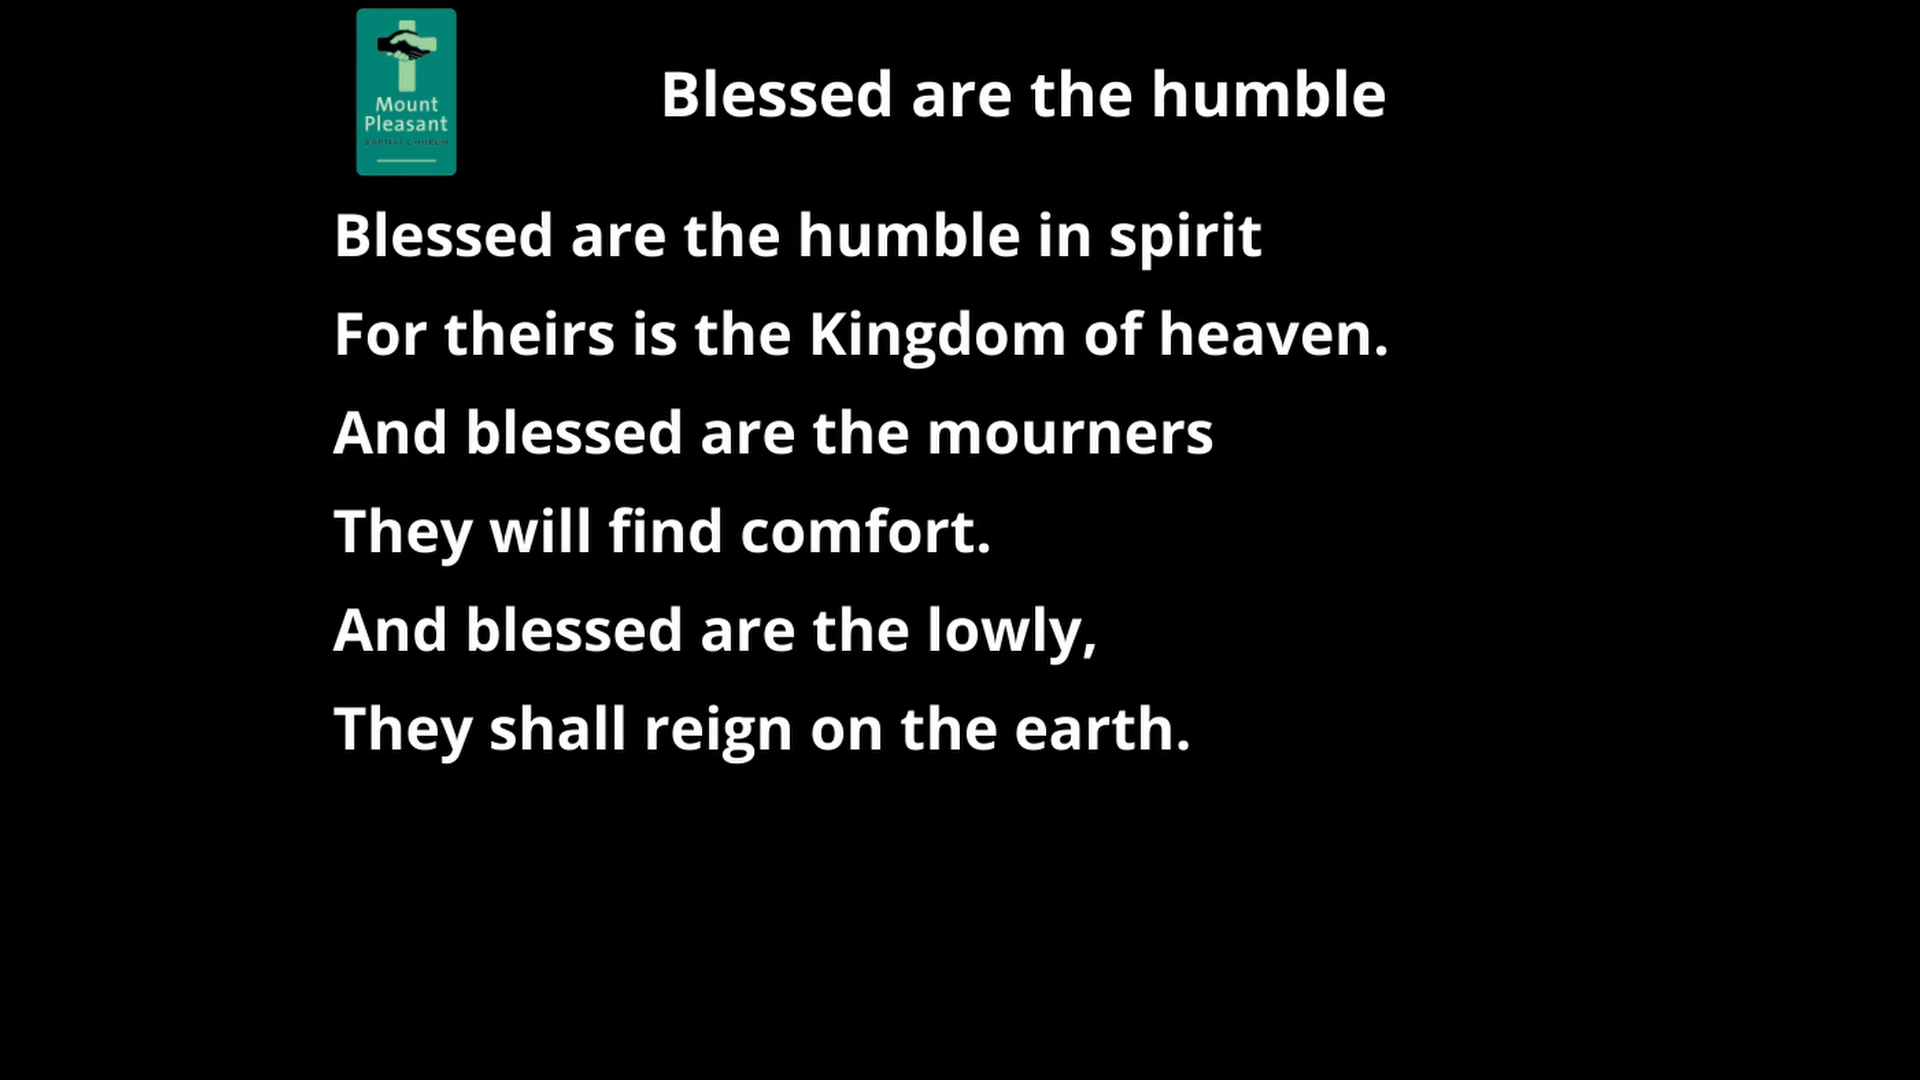 Mount
Pleasant
BAPTIST CHURCH
Blessed are the humble
Blessed are the humble in spirit
For theirs is the Kingdom of heaven.
And blessed are the mourners
They will find comfort.
And blessed are the lowly,
They shall reign on the earth.